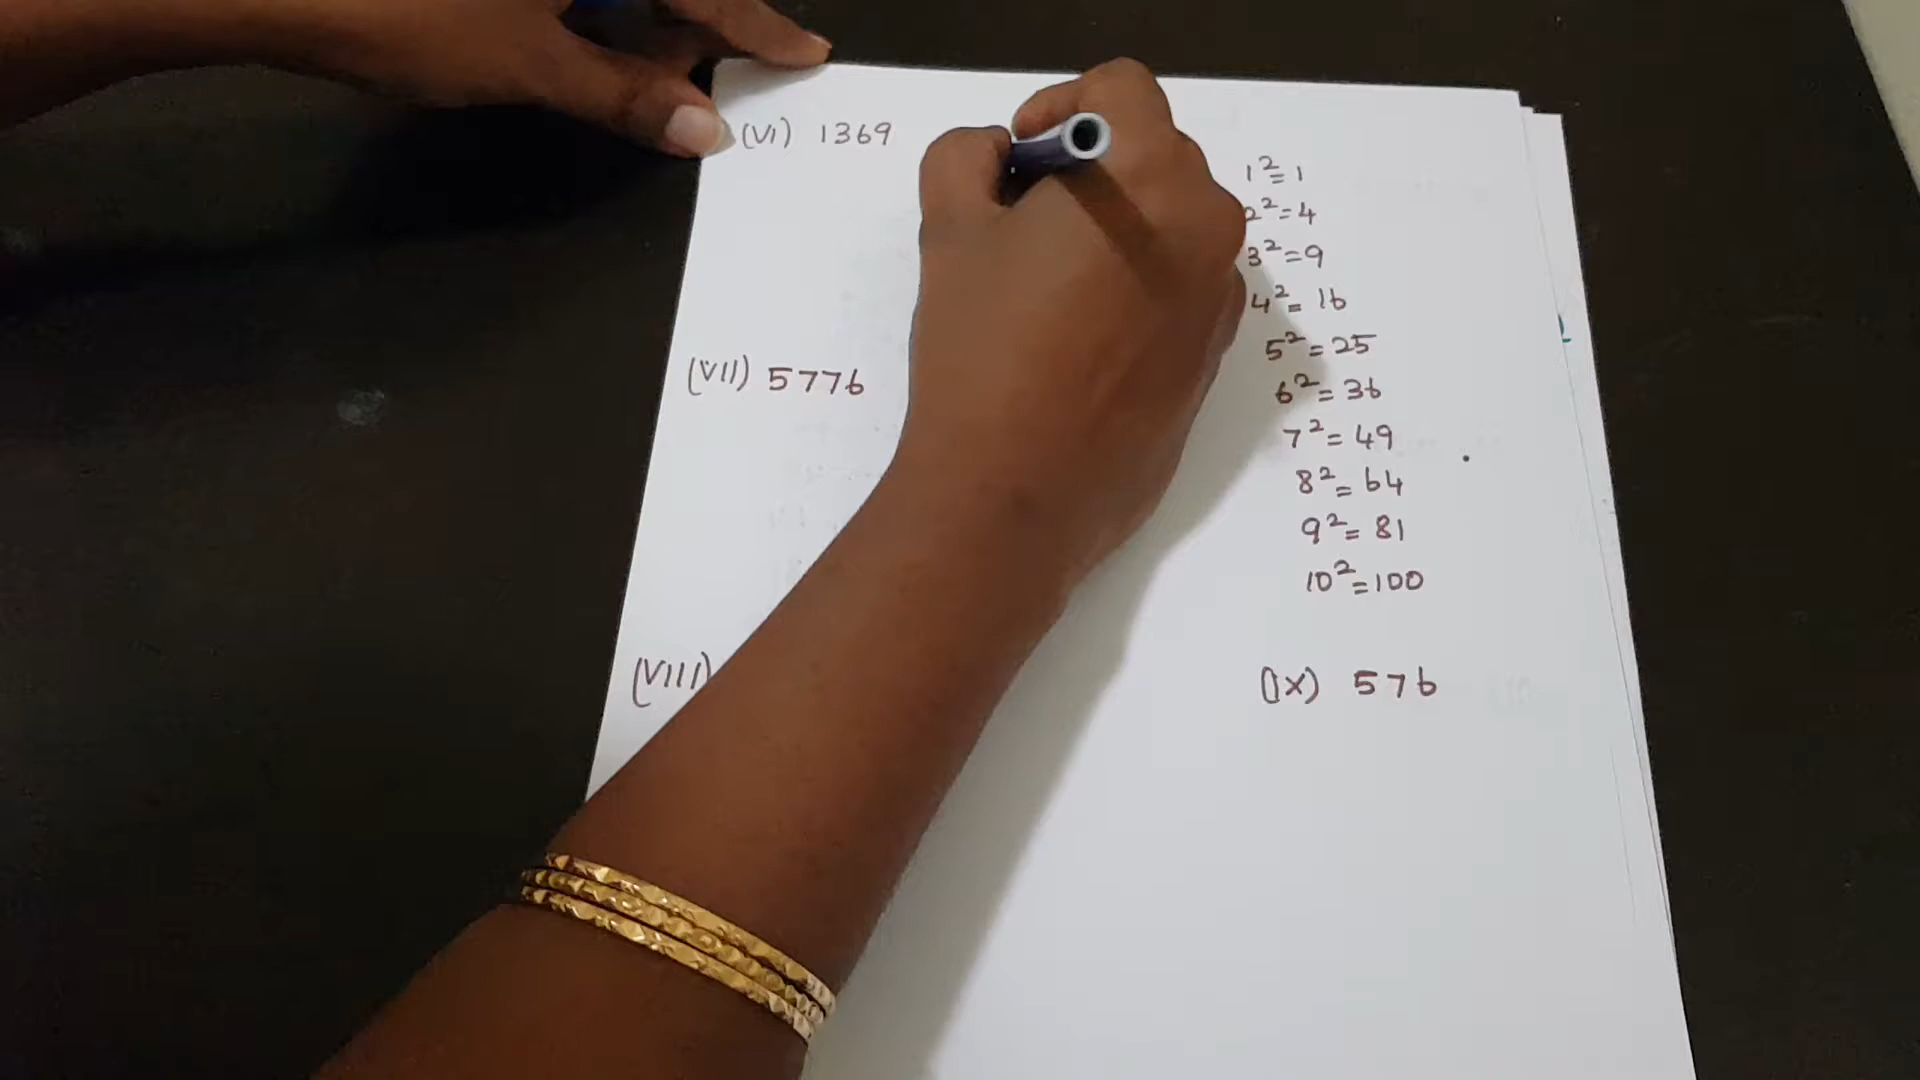 (VI) 1369
1²=1
2²=4
3²=9
4²=16
5²=25
(VII) 5776
6²=36
7²=49
8²=64
9²=81
10²=100
(VIII)
(IX) 576